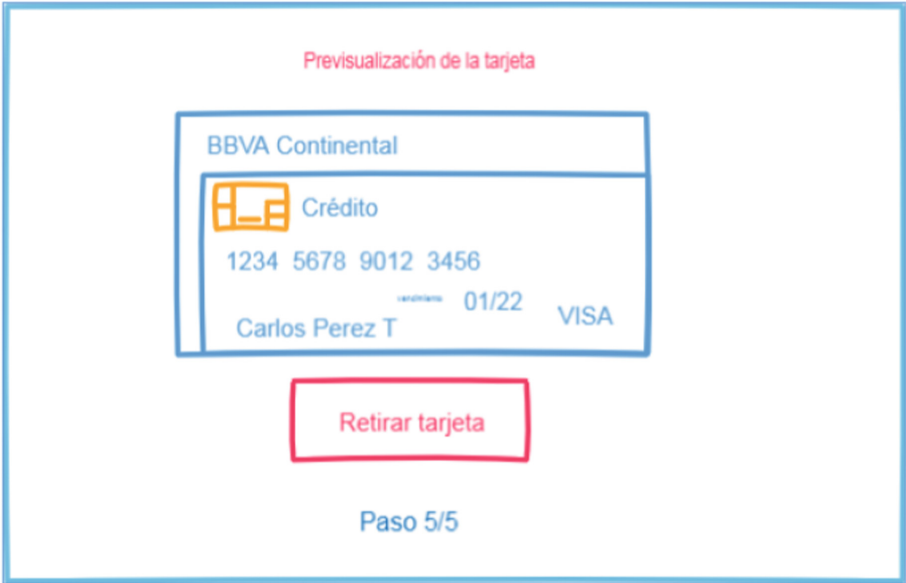 Previsualización de la tarjeta
BBVA Continental
Crédito
1234 5678 9012 3456
01/22
Carlos Perez T
VISA
Retirar tarjeta
Paso 5/5